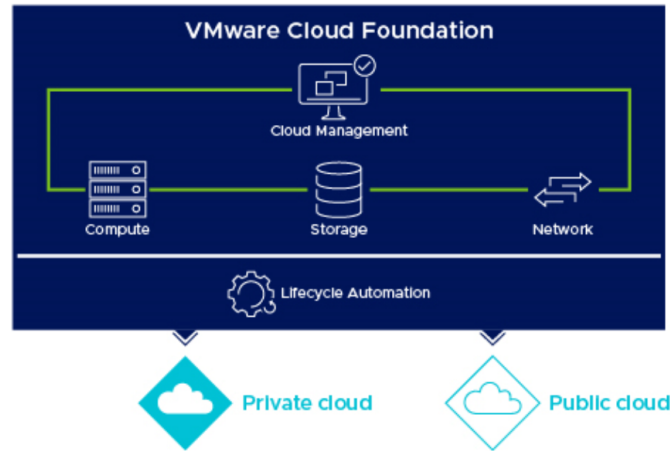 VMware Cloud Foundation
Cloud Management
Compute
Storage
Network
Lifecycle Automation
Private cloud
Public cloud